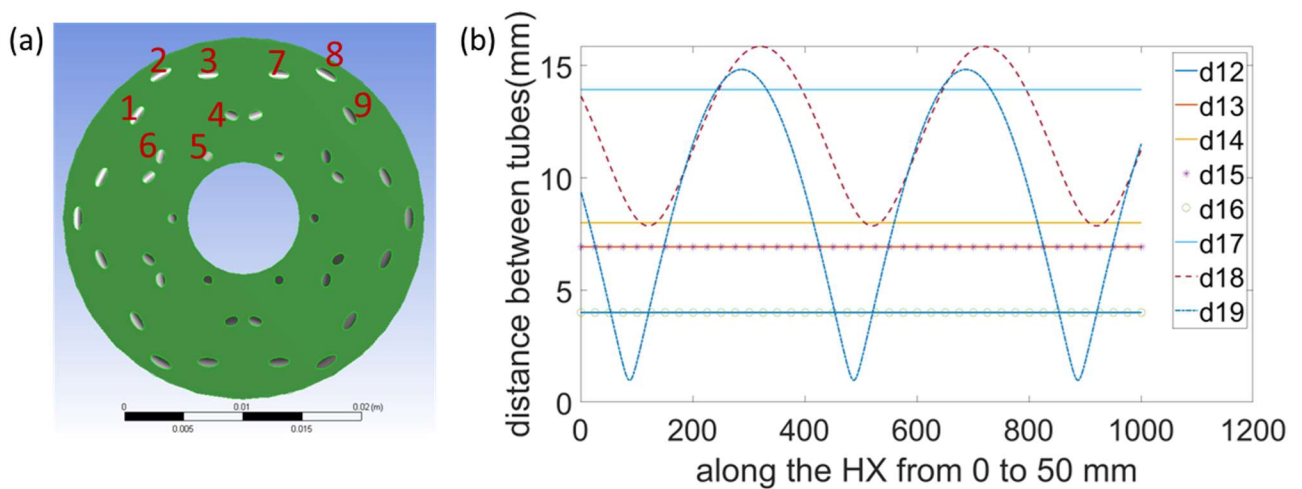 (a)
2 3 7 8
1 4 9
6 5
0 0.01 0.02 (m)
0.005 0.015
(b)
distance between tubes(mm)
15
10
5
0
0 200 400 600 800 1000 1200
along the HX from 0 to 50 mm
d12
d13
d14
d15
d16
d17
d18
d19